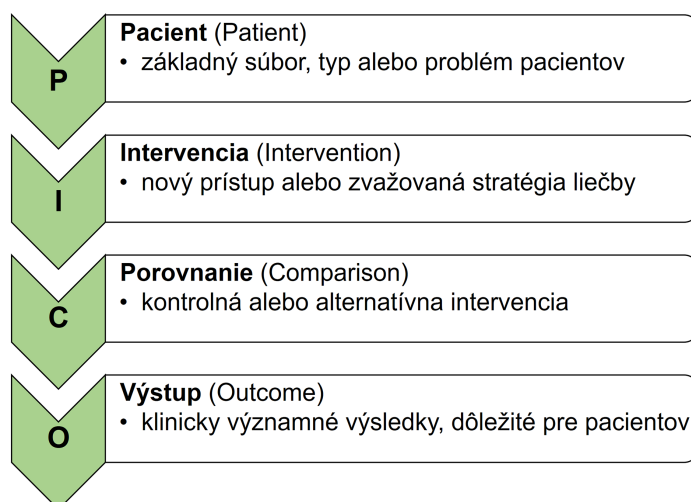 P
Pacient (Patient)
• základný súbor, typ alebo problém pacientov
I
Intervencia (Intervention)
• nový prístup alebo zvažovaná stratégia liečby
C
Porovnanie (Comparison)
• kontrolná alebo alternatívna intervencia
O
Výstup (Outcome)
• klinicky významné výsledky, dôležité pre pacientov